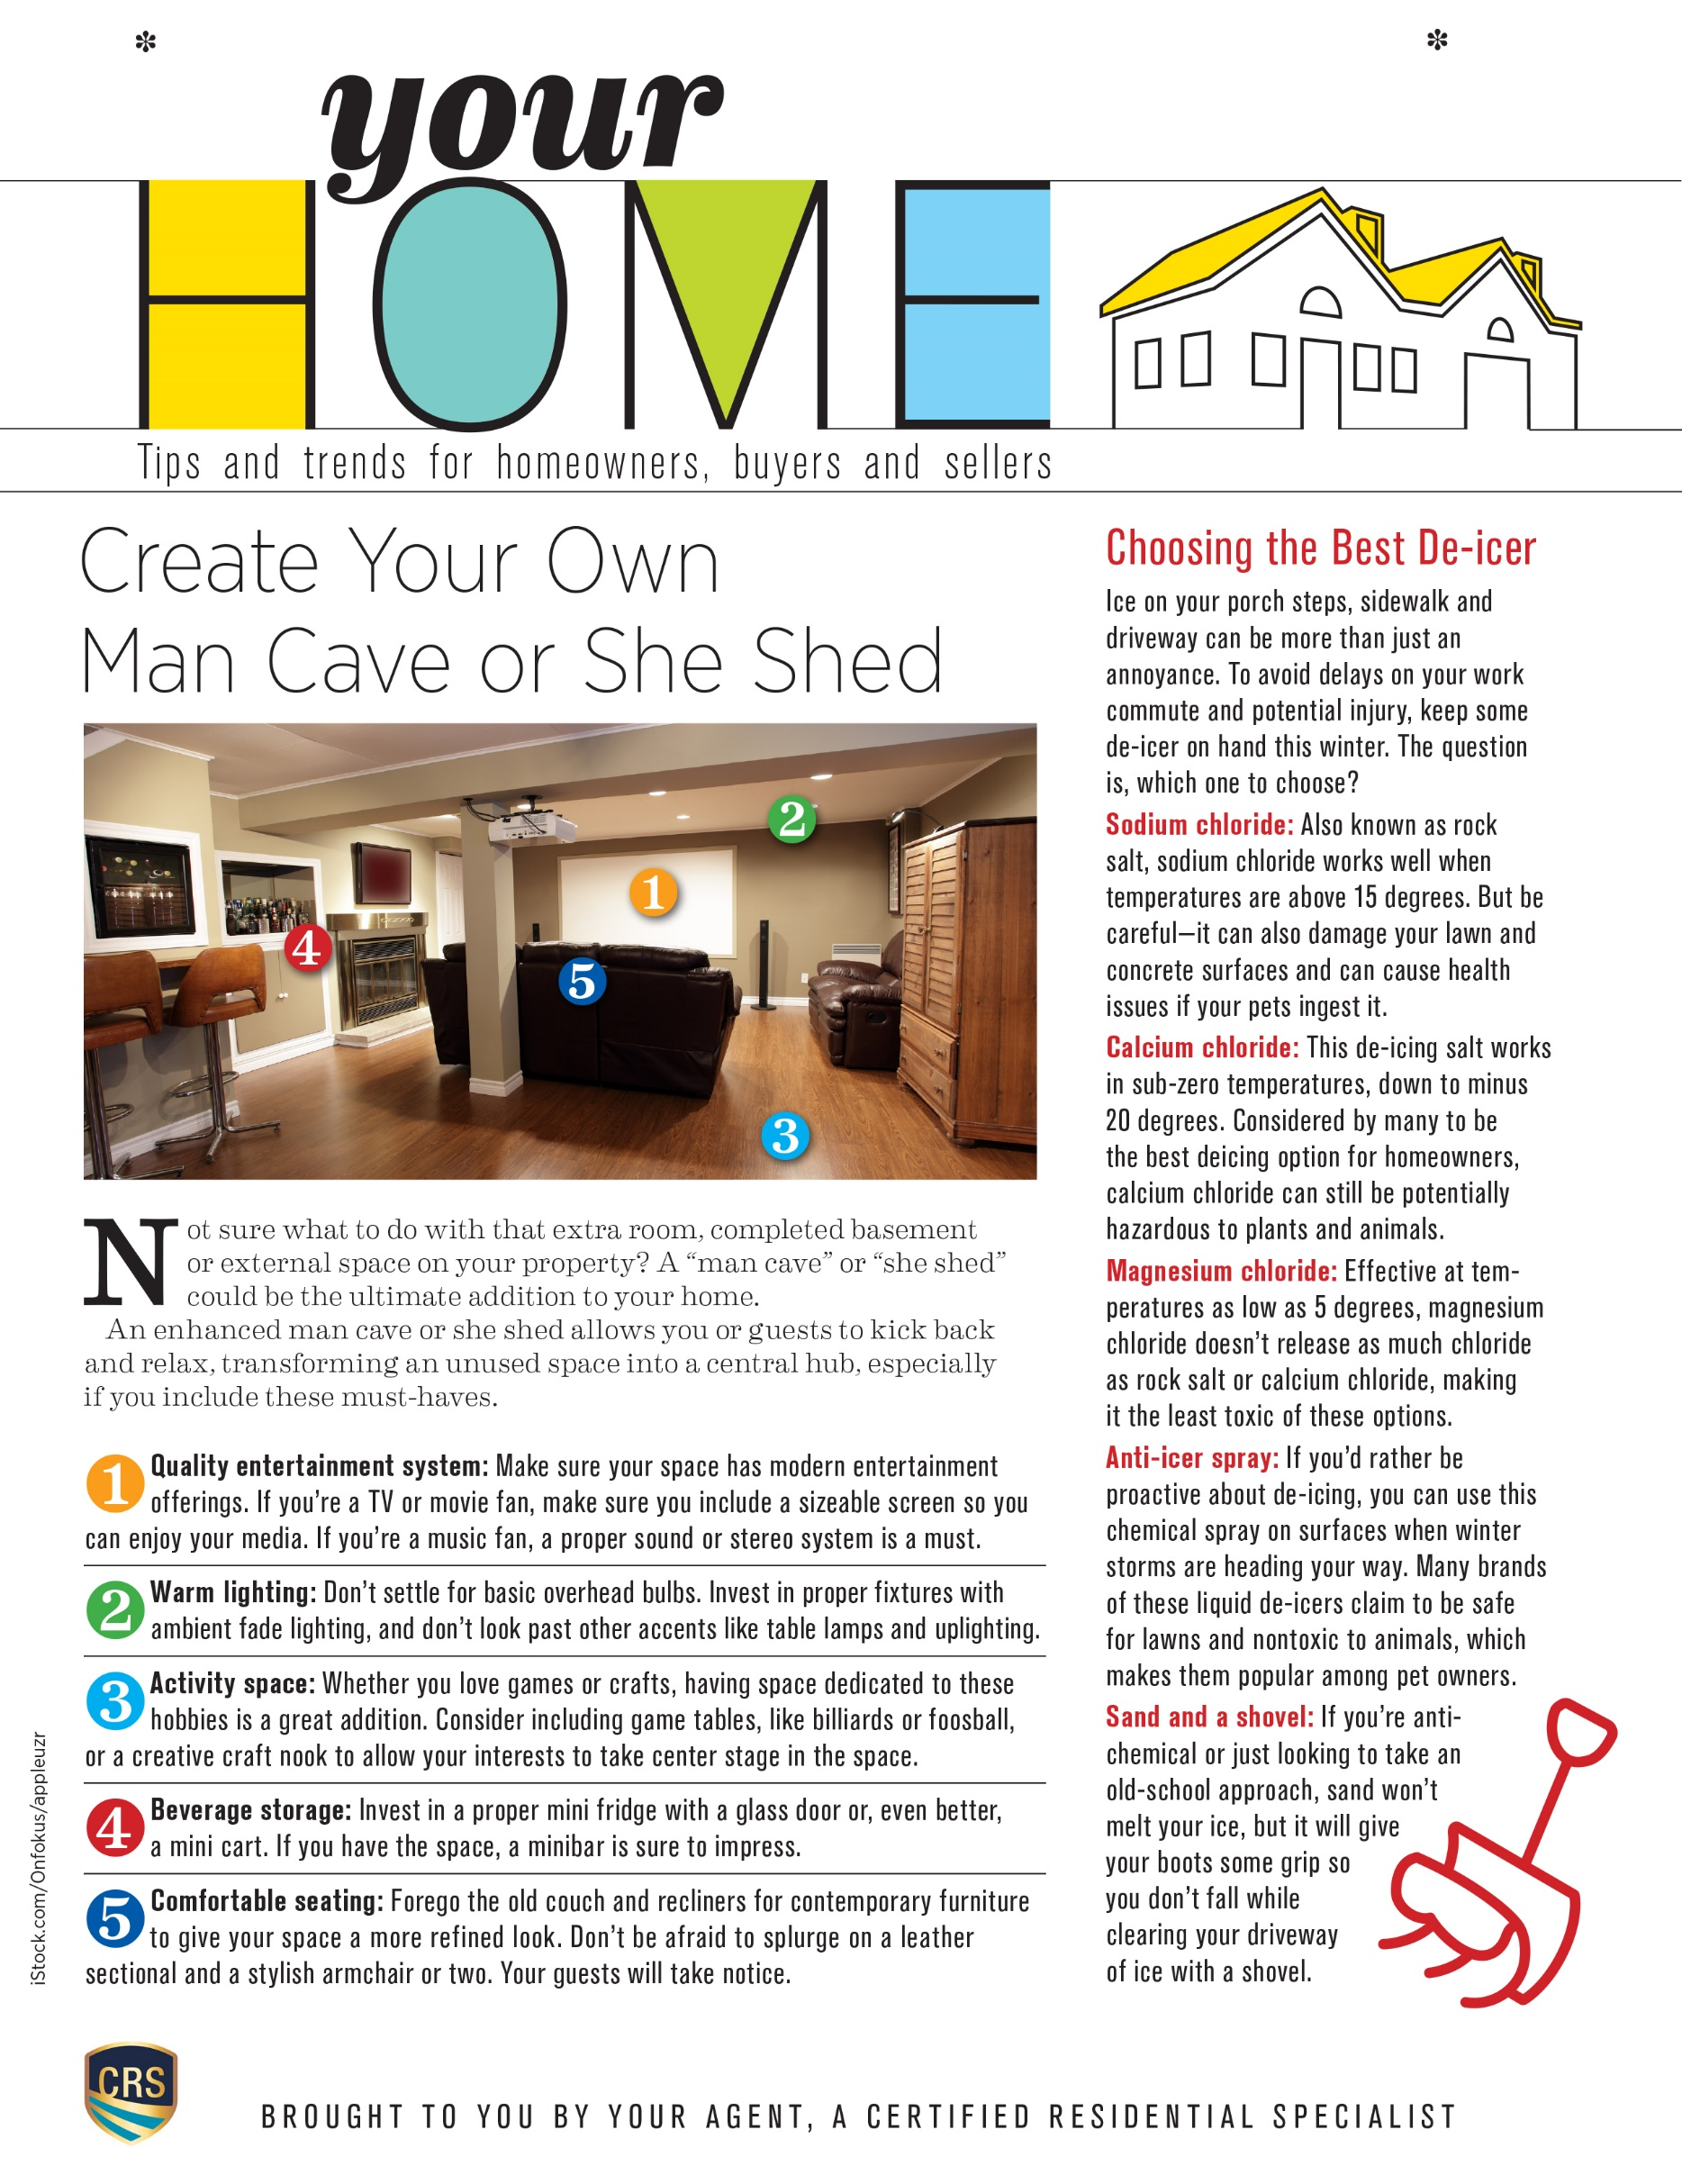 *
*
your
HOME
Tips and trends for homeowners, buyers and sellers
Create Your Own
Man Cave or She Shed
1
2
3
4
5
Not sure what to do with that extra room, completed basement
or external space on your property? A “man cave” or “she shed”
could be the ultimate addition to your home.
An enhanced man cave or she shed allows you or guests to kick back
and relax, transforming an unused space into a central hub, especially
if you include these must-haves.
1 Quality entertainment system: Make sure your space has modern entertainment
offerings. If you’re a TV or movie fan, make sure you include a sizeable screen so you
can enjoy your media. If you’re a music fan, a proper sound or stereo system is a must.
2 Warm lighting: Don’t settle for basic overhead bulbs. Invest in proper fixtures with
ambient fade lighting, and don’t look past other accents like table lamps and uplighting.
3 Activity space: Whether you love games or crafts, having space dedicated to these
hobbies is a great addition. Consider including game tables, like billiards or foosball,
or a creative craft nook to allow your interests to take center stage in the space.
4 Beverage storage: Invest in a proper mini fridge with a glass door or, even better,
a mini cart. If you have the space, a minibar is sure to impress.
5 Comfortable seating: Forego the old couch and recliners for contemporary furniture
to give your space a more refined look. Don’t be afraid to splurge on a leather
sectional and a stylish armchair or two. Your guests will take notice.
iStock.com/Onfokus/appleuzr
Choosing the Best De-icer
Ice on your porch steps, sidewalk and
driveway can be more than just an
annoyance. To avoid delays on your work
commute and potential injury, keep some
de-icer on hand this winter. The question
is, which one to choose?
Sodium chloride: Also known as rock
salt, sodium chloride works well when
temperatures are above 15 degrees. But be
careful—it can also damage your lawn and
concrete surfaces and can cause health
issues if your pets ingest it.
Calcium chloride: This de-icing salt works
in sub-zero temperatures, down to minus
20 degrees. Considered by many to be
the best deicing option for homeowners,
calcium chloride can still be potentially
hazardous to plants and animals.
Magnesium chloride: Effective at tem-
peratures as low as 5 degrees, magnesium
chloride doesn’t release as much chloride
as rock salt or calcium chloride, making
it the least toxic of these options.
Anti-icer spray: If you’d rather be
proactive about de-icing, you can use this
chemical spray on surfaces when winter
storms are heading your way. Many brands
of these liquid de-icers claim to be safe
for lawns and nontoxic to animals, which
makes them popular among pet owners.
Sand and a shovel: If you’re anti-
chemical or just looking to take an
old-school approach, sand won’t
melt your ice, but it will give
your boots some grip so
you don’t fall while
clearing your driveway
of ice with a shovel.
CRS
BROUGHT TO YOU BY YOUR AGENT, A CERTIFIED RESIDENTIAL SPECIALIST